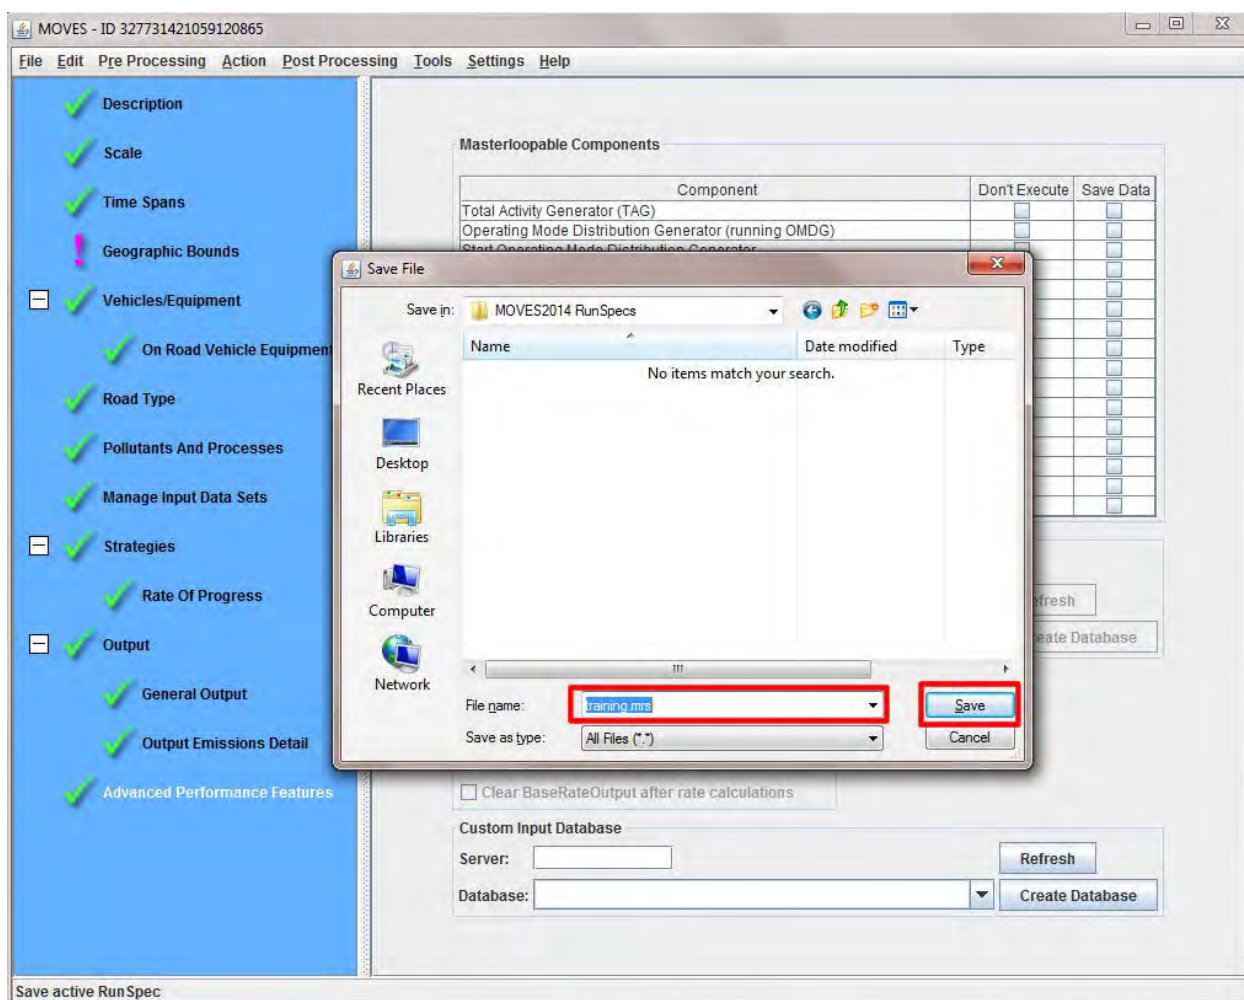 MOVES - ID 327731421059120865
File Edit Pre Processing Action Post Processing Tools Settings Help
Description
Scale
Time Spans
Geographic Bounds
Vehicles/Equipment
On Road Vehicle Equipmen
Road Type
Pollutants And Processes
Manage Input Data Sets
Strategies
Rate Of Progress
Output
General Output
Output Emissions Detail
Advanced Performance Features
Masterloopable Components
Component Don't Execute Save Data
Total Activity Generator (TAG)
Operating Mode Distribution Generator (running OMDG)
Start Operating Mode Distribution Generator
Save File
Save in: MOVES2014 RunSpecs
Name Date modified Type
No items match your search.
Recent Places
Desktop
Libraries
Computer
Network
File name: training.mrs Save
Save as type: All Files (*.*) Cancel
efresh
eate Database
Clear BaseRateOutput after rate calculations
Custom Input Database
Server: Refresh
Database: Create Database
Save active RunSpec